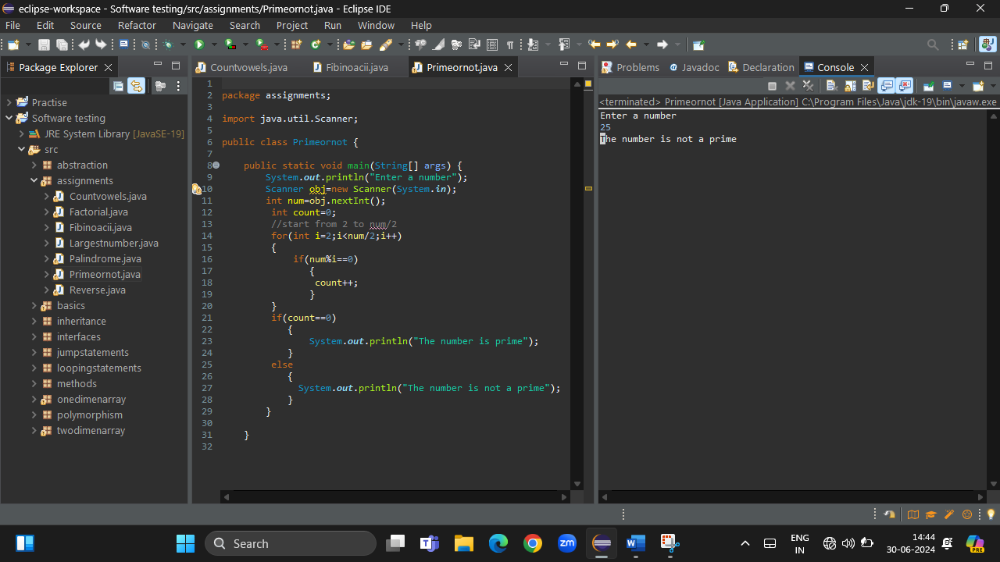 eclipse-workspace - Software testing/src/assignments/Primeornot.java - Eclipse IDE
File Edit Source Refactor Navigate Search Project Run Window Help
Package Explorer
Practise
Software testing
JRE System Library [JavaSE-19]
src
abstraction
assignments
Countvowels.java
Factorial.java
Fibinoacii.java
Largestnumber.java
Palindrome.java
Primeornot.java
Reverse.java
basics
inheritance
interfaces
jumpstatements
loopingstatements
methods
onedimenarray
polymorphism
twodimenarray
Countvowels.java Fibinoacii.java Primeornot.java
1
2 package assignments;
3
4 import java.util.Scanner;
5
6 public class Primeornot {
7
8 public static void main(String[] args) {
9 System.out.println("Enter a number");
10 Scanner obj=new Scanner(System.in);
11 int num=obj.nextInt();
12 int count=0;
13 //start from 2 to num/2
14 for(int i=2;i<num/2;i++)
15 {
16 if(num%i==0)
17 {
18 count++;
19 }
20 }
21 if(count==0)
22 {
23 System.out.println("The number is prime");
24 }
25 else
26 {
27 System.out.println("The number is not a prime");
28 }
29 }
30
31 }
32
Problems Javadoc Declaration Console
<terminated> Primeornot [Java Application] C:\Program Files\Java\jdk-19\bin\javaw.exe
Enter a number
25
The number is not a prime
Search
ENG
IN
14:44
30-06-2024